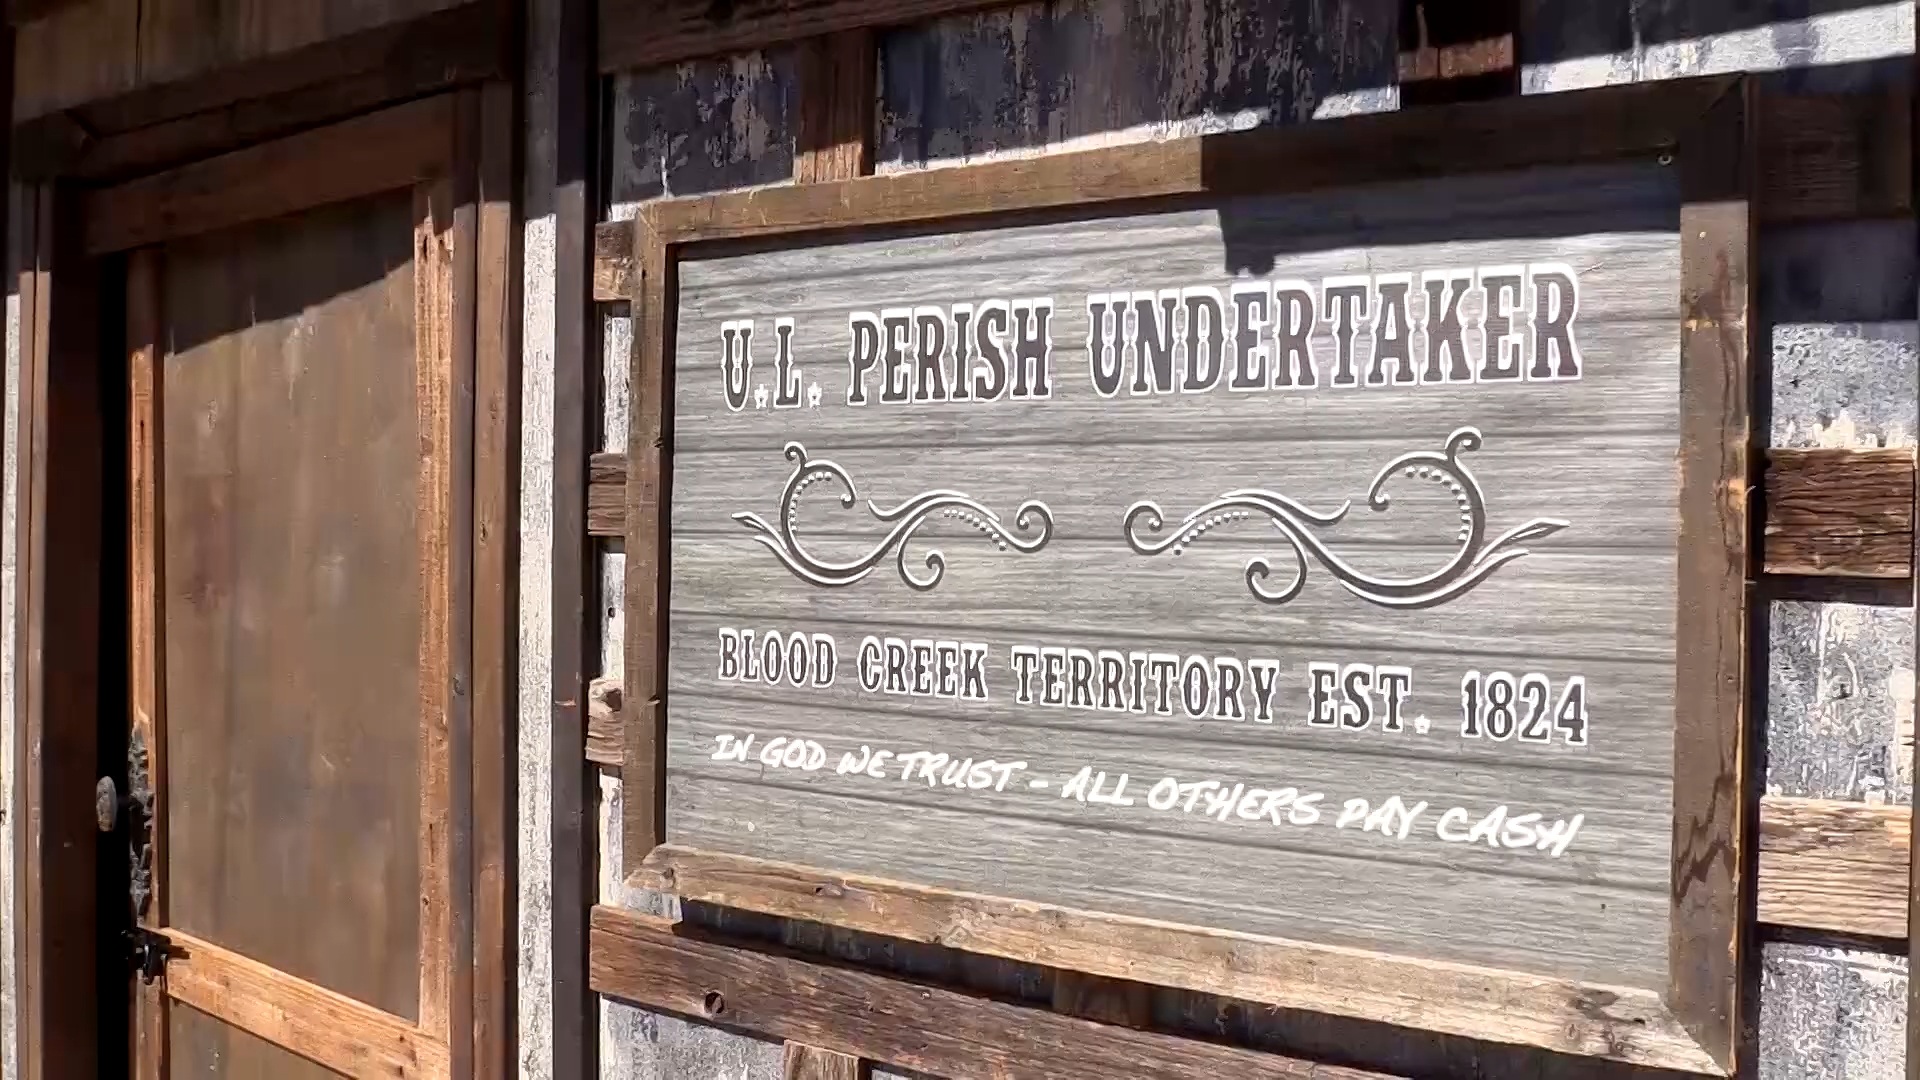 U.L. PERISH UNDERTAKER
BLOOD CREEK TERRITORY EST. 1824
IN GOD WE TRUST - ALL OTHERS PAY CASH